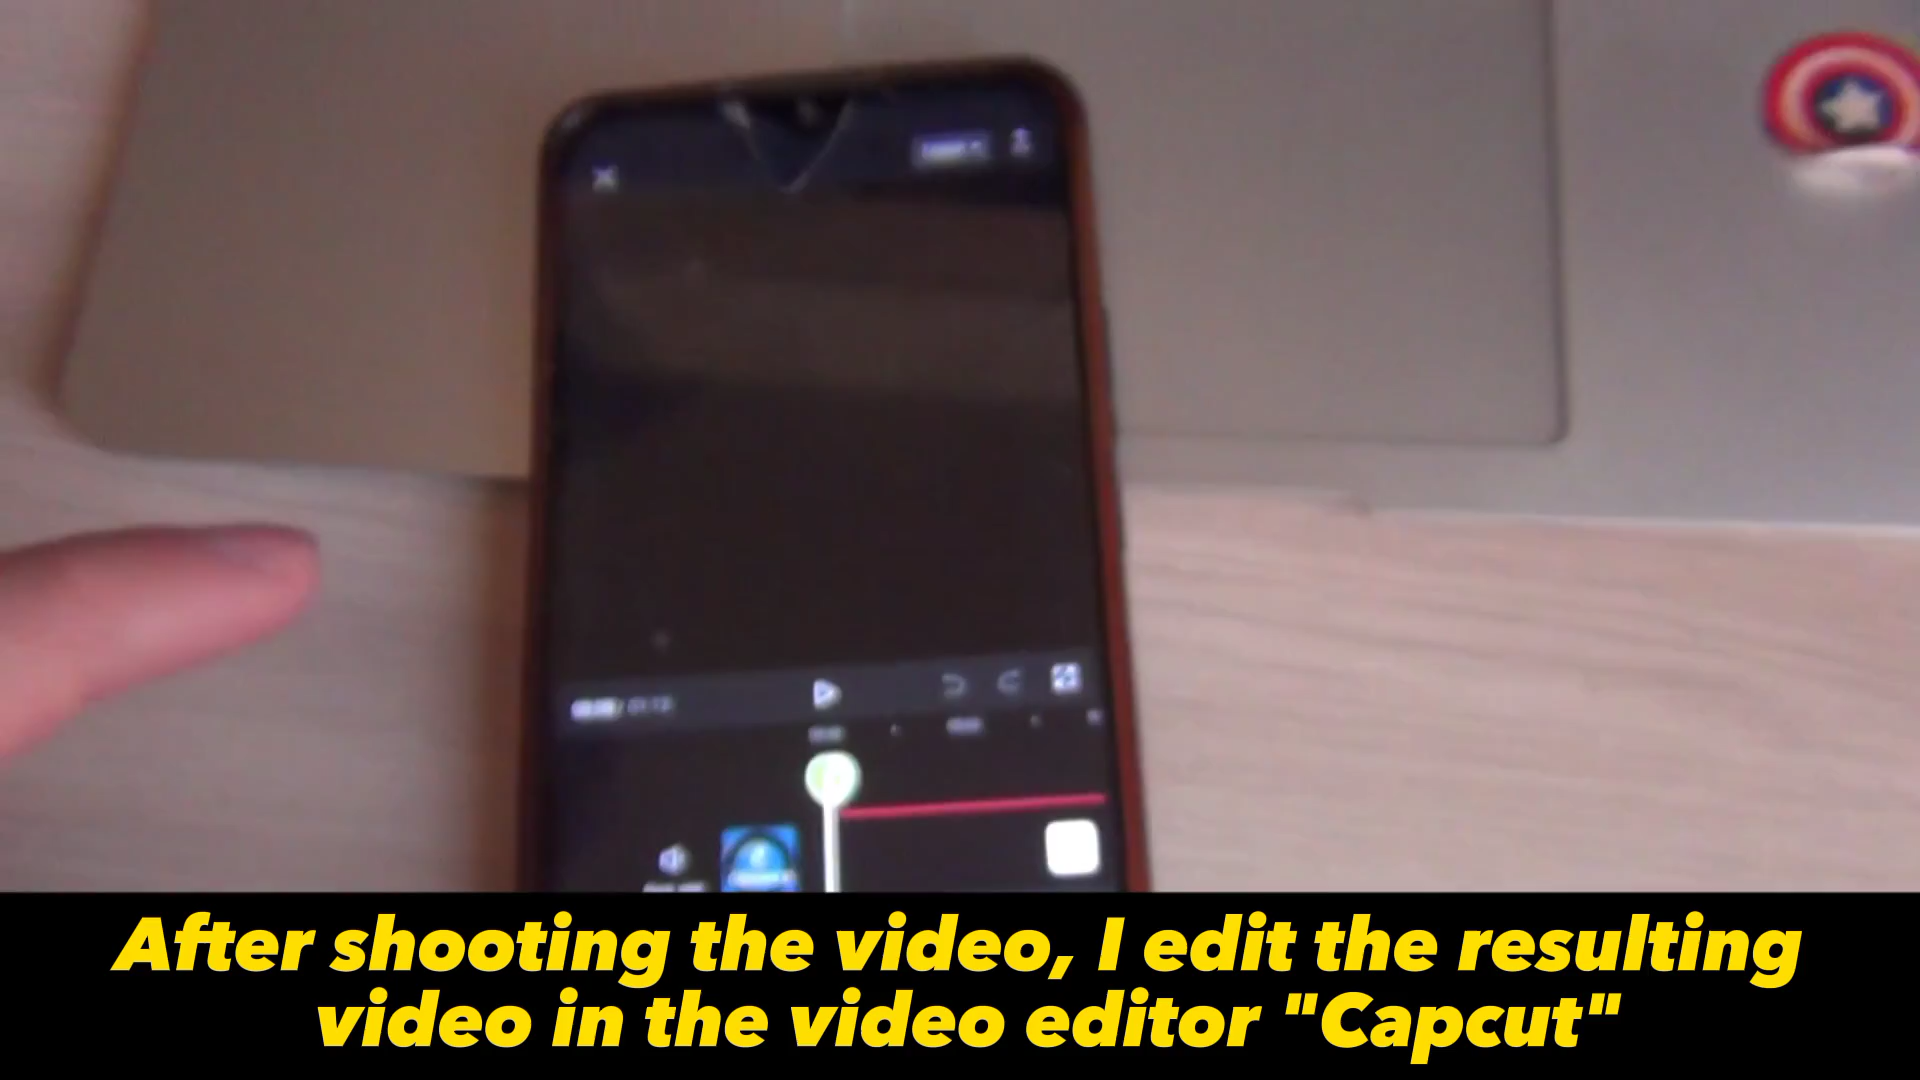 After shooting the video, I edit the resulting
video in the video editor "Capcut"